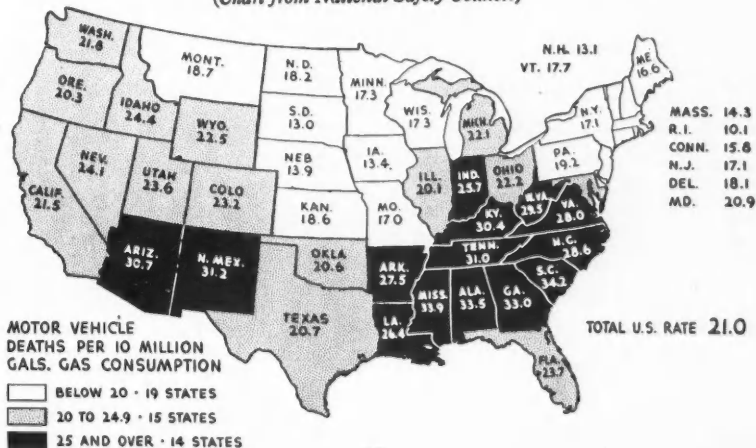 (Chart from National Safety Council)
WASH.
21.8
MONT.
18.7
N.D.
18.2
MINN.
17.3
N.H. 13.1
VT. 17.7
ME.
16.6
ORE.
20.3
IDAHO
24.4
WYO.
22.5
S.D.
13.0
WIS.
17.3
MICH.
22.1
N.Y.
17.1
MASS. 14.3
R.I. 10.1
CONN. 15.8
N.J. 17.1
DEL. 18.1
MD. 20.9
NEV.
24.1
UTAH
23.6
COLO
23.2
NEB
13.9
IA.
13.4
ILL.
20.1
IND.
25.7
OHIO
22.2
PA.
19.2
CALIF.
21.5
KAN.
18.6
MO.
17.0
KY.
30.4
W.VA.
29.5
VA.
28.0
ARIZ.
30.7
N. MEX.
31.2
OKLA
20.6
ARK.
27.5
TENN.
31.0
N.C.
28.6
S.C.
34.2
TEXAS
20.7
LA.
MISS.
33.9
ALA.
33.5
GA.
33.0
FLA.
23.7
TOTAL U.S. RATE 21.0
MOTOR VEHICLE
DEATHS PER 10 MILLION
GALS. GAS CONSUMPTION
BELOW 20 · 19 STATES
20 TO 24.9 · 15 STATES
25 AND OVER · 14 STATES